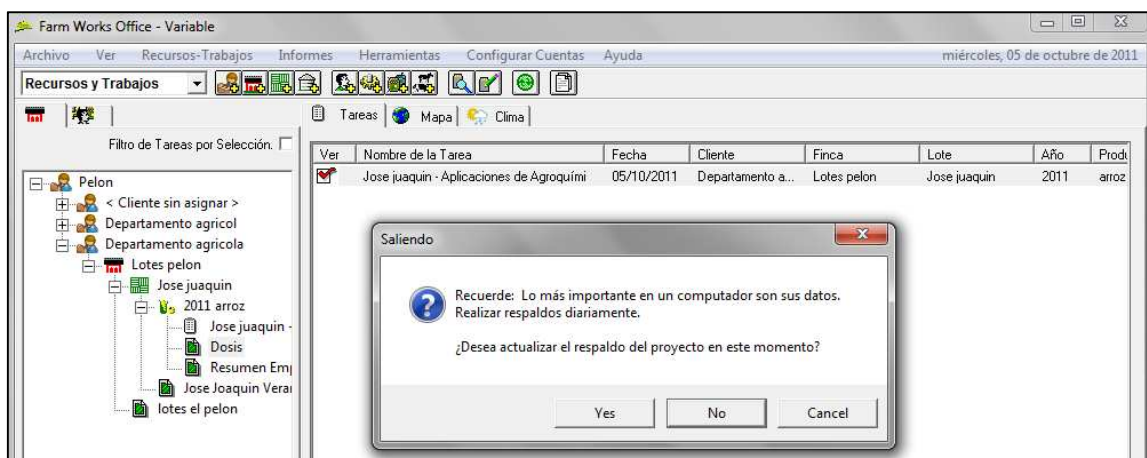 Farm Works Office - Variable
Archivo Ver Recursos-Trabajos Informes Herramientas Configurar Cuentas Ayuda miércoles, 05 de octubre de 2011
Recursos y Trabajos
Tareas Mapa Clima
Filtro de Tareas por Selección.
Ver Nombre de la Tarea Fecha Cliente Finca Lote Año Produ
Jose juaquin - Aplicaciones de Agroquími 05/10/2011 Departamento a... Lotes pelon Jose juaquin 2011 arroz
Pelon
< Cliente sin asignar >
Departamento agricol
Departamento agricola
Lotes pelon
Jose juaquin
2011 arroz
Jose juaquin -
Dosis
Resumen Emp
Jose Joaquin Veran
lotes el pelon
Saliendo
Recuerde: Lo más importante en un computador son sus datos.
Realizar respaldos diariamente.
¿Desea actualizar el respaldo del proyecto en este momento?
Yes No Cancel